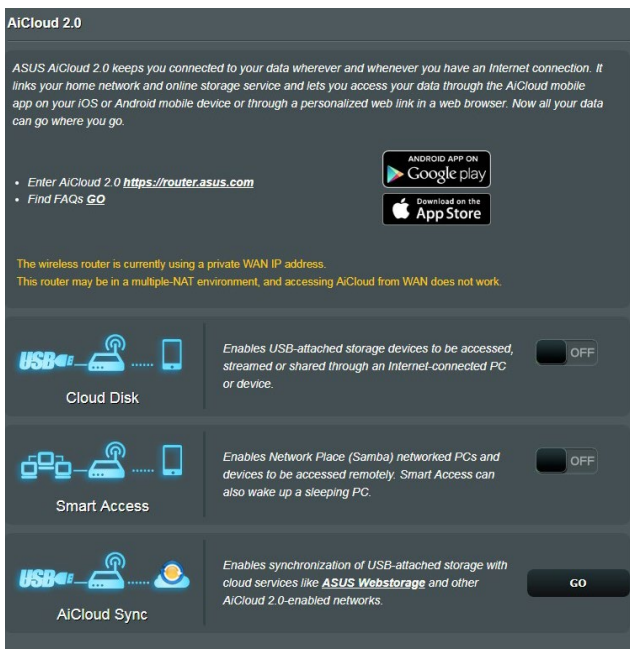 AiCloud 2.0
ASUS AiCloud 2.0 keeps you connected to your data wherever and whenever you have an Internet connection. It
links your home network and online storage service and lets you access your data through the AiCloud mobile
app on your iOS or Android mobile device or through a personalized web link in a web browser. Now all your data
can go where you go.
ANDROID APP ON
Google play
• Enter AiCloud 2.0 https://router.asus.com
• Find FAQs GO
Download on the
App Store
The wireless router is currently using a private WAN IP address.
This router may be in a multiple-NAT environment, and accessing AiCloud from WAN does not work.
USB
Cloud Disk
Enables USB-attached storage devices to be accessed,
streamed or shared through an Internet-connected PC
or device.
OFF
Smart Access
Enables Network Place (Samba) networked PCs and
devices to be accessed remotely. Smart Access can
also wake up a sleeping PC.
OFF
USB
AiCloud Sync
Enables synchronization of USB-attached storage with
cloud services like ASUS Webstorage and other
AiCloud 2.0-enabled networks.
GO